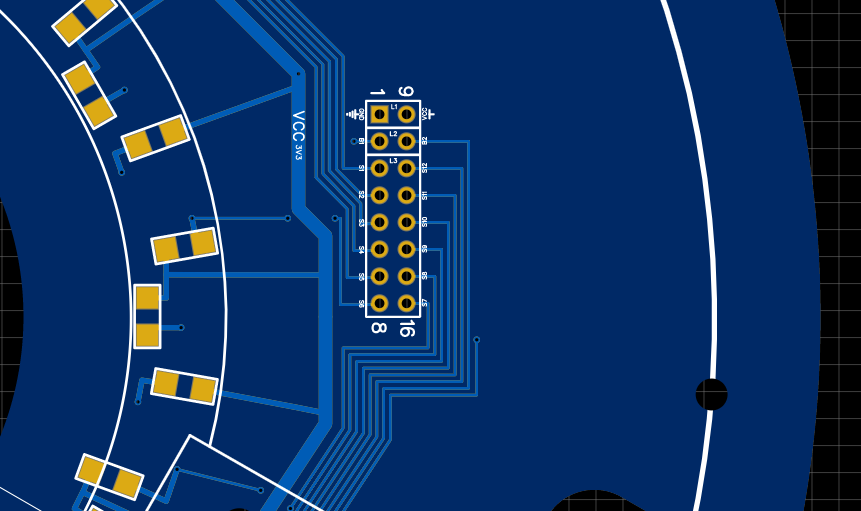 1 9
GND L1 VCC
B1 L2 B2
L3
S1 S12
S2 S11
S3 S10
S4 S9
S5 S8
S6 S7
8 16
VCC 3V3